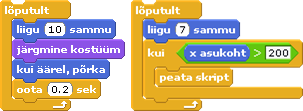 lõputult
liigu 10 sammu
järgmine kostüüm
kui äärel, põrka
oota 0.2 sek
lõputult
liigu 7 sammu
kui x asukoht > 200
peata skript